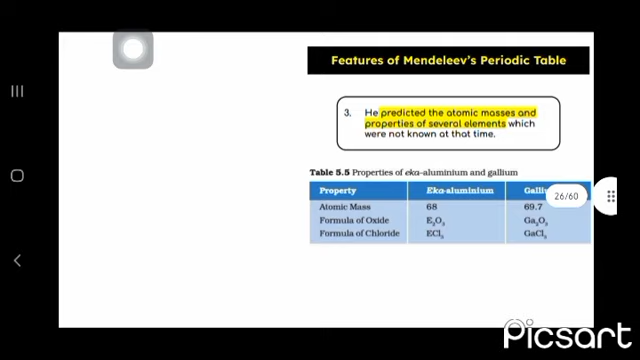 Features of Mendeleev's Periodic Table
3. He predicted the atomic masses and
properties of several elements which
were not known at that time.
Table 5.5 Properties of eka-aluminium and gallium
Property Eka-aluminium
26/60
Atomic Mass 68 69.7
Formula of Oxide E₂O₃ Ga₂O₃
Formula of Chloride ECl₃ GaCl₃
Picsart